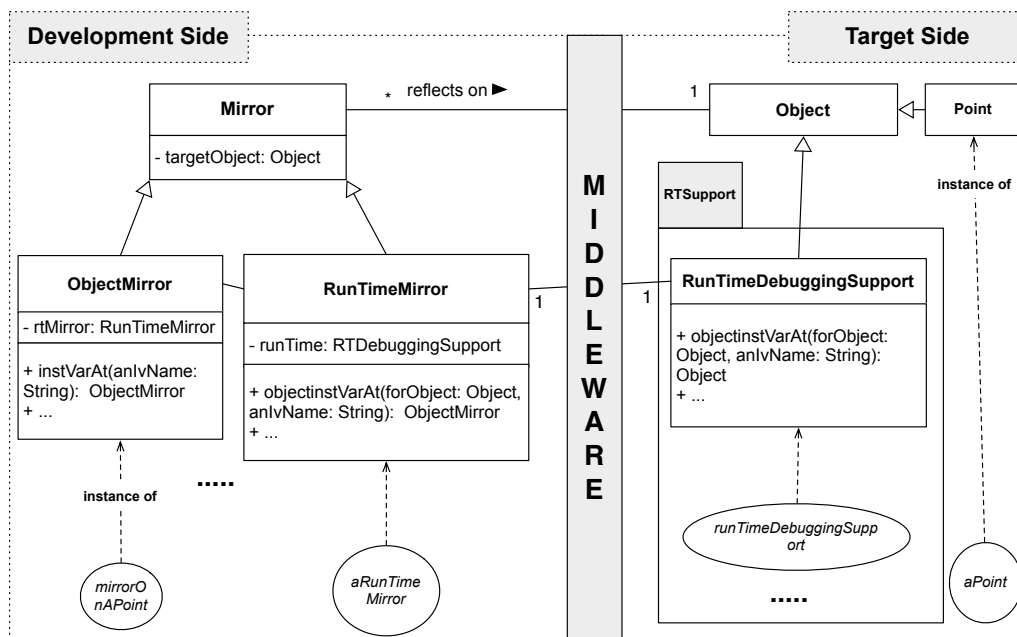 Development Side
Target Side
Mirror
- targetObject: Object
* reflects on ►
1
Object
Point
instance of
RTSupport
MIDDLEWARE
ObjectMirror
- rtMirror: RunTimeMirror
+ instVarAt(anIvName:
String): ObjectMirror
+ ...
RunTimeMirror
- runTime: RTDebuggingSupport
+ objectinstVarAt(forObject: Object,
anIvName: String): ObjectMirror
+ ...
1
1
RunTimeDebuggingSupport
+ objectinstVarAt(forObject:
Object, anIvName: String):
Object
+ ...
instance of
.....
mirrorO
nAPoint
aRunTime
Mirror
runTimeDebuggingSupp
ort
.....
aPoint